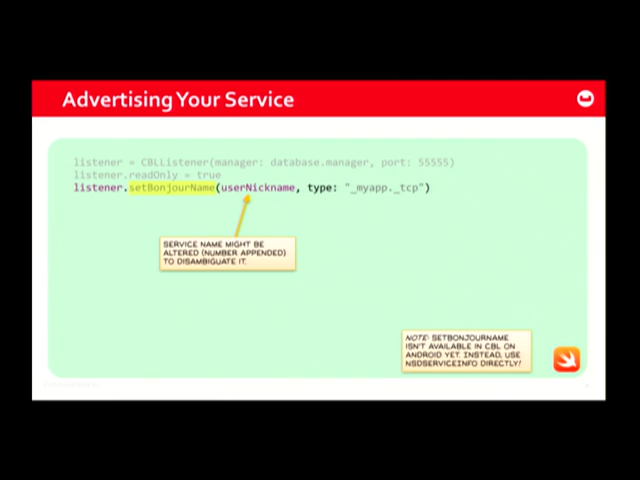 Advertising Your Service
listener = CBLListener(manager: database.manager, port: 55555)
listener.readOnly = true
listener.setBonjourName(userNickname, type: "_myapp._tcp")
SERVICE NAME MIGHT BE
ALTERED (NUMBER APPENDED)
TO DISAMBIGUATE IT.
NOTE: SETBONJOURNAME
ISN'T AVAILABLE IN CBL ON
ANDROID YET. INSTEAD, USE
NSDSERVICEINFO DIRECTLY!